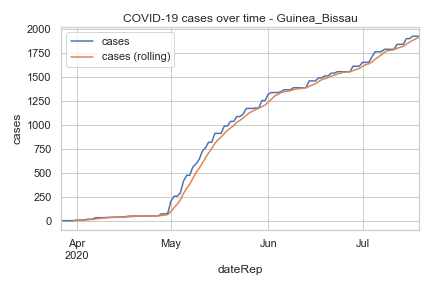 COVID-19 cases over time - Guinea_Bissau
cases
cases (rolling)
2000
1750
1500
1250
1000
750
500
250
0
cases
Apr
2020
May
Jun
Jul
dateRep